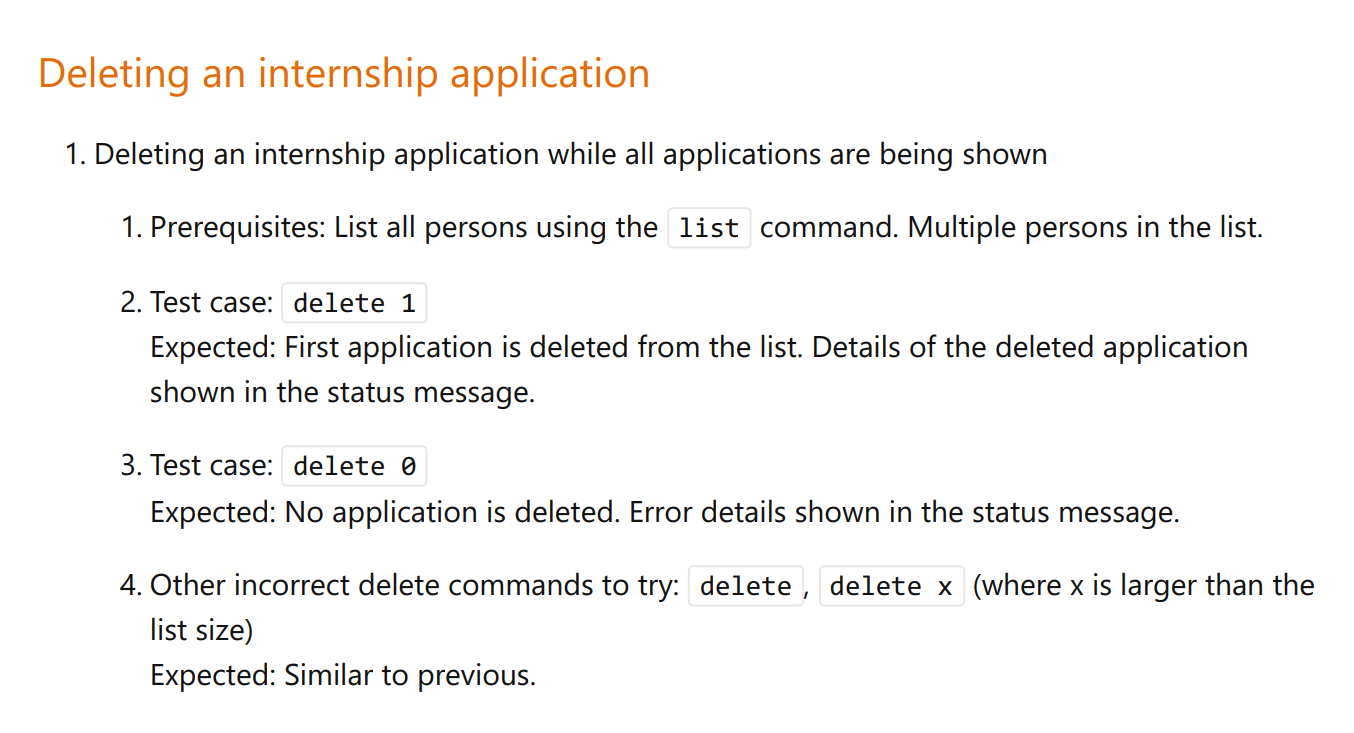 Deleting an internship application
1. Deleting an internship application while all applications are being shown
1. Prerequisites: List all persons using the list command. Multiple persons in the list.
2. Test case: delete 1
Expected: First application is deleted from the list. Details of the deleted application
shown in the status message.
3. Test case: delete 0
Expected: No application is deleted. Error details shown in the status message.
4. Other incorrect delete commands to try: delete, delete x (where x is larger than the
list size)
Expected: Similar to previous.